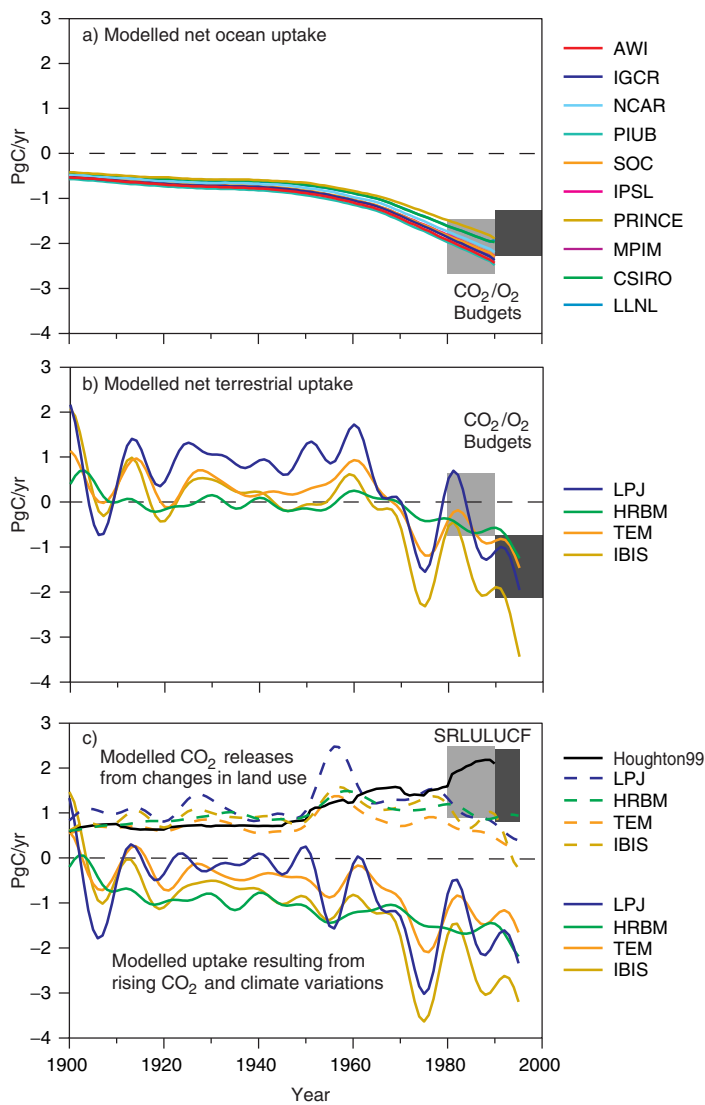 a) Modelled net ocean uptake
3
2
1
0
−1
−2
−3
−4
PgC/yr
CO2/O2
Budgets
AWI
IGCR
NCAR
PIUB
SOC
IPSL
PRINCE
MPIM
CSIRO
LLNL
b) Modelled net terrestrial uptake
3
2
1
0
−1
−2
−3
−4
PgC/yr
CO2/O2
Budgets
LPJ
HRBM
TEM
IBIS
c)
Modelled CO2 releases
from changes in land use
SRLULUCF
3
2
1
0
−1
−2
−3
−4
PgC/yr
Houghton99
LPJ
HRBM
TEM
IBIS
LPJ
HRBM
TEM
IBIS
Modelled uptake resulting from
rising CO2 and climate variations
1900 1920 1940 1960 1980 2000
Year